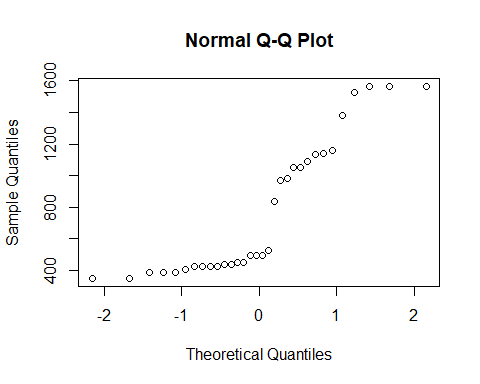 Normal Q-Q Plot
Sample Quantiles
1600
1200
800
400
-2 -1 0 1 2
Theoretical Quantiles